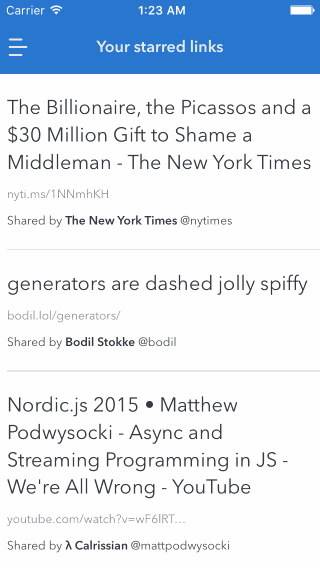 Carrier 1:23 AM
Your starred links
The Billionaire, the Picassos and a
$30 Million Gift to Shame a
Middleman - The New York Times
nyti.ms/1NNmhKH
Shared by The New York Times @nytimes
generators are dashed jolly spiffy
bodil.lol/generators/
Shared by Bodil Stokke @bodil
Nordic.js 2015 • Matthew
Podwysocki - Async and
Streaming Programming in JS -
We're All Wrong - YouTube
youtube.com/watch?v=wF6lRT...
Shared by λ Calrissian @mattpodwysocki